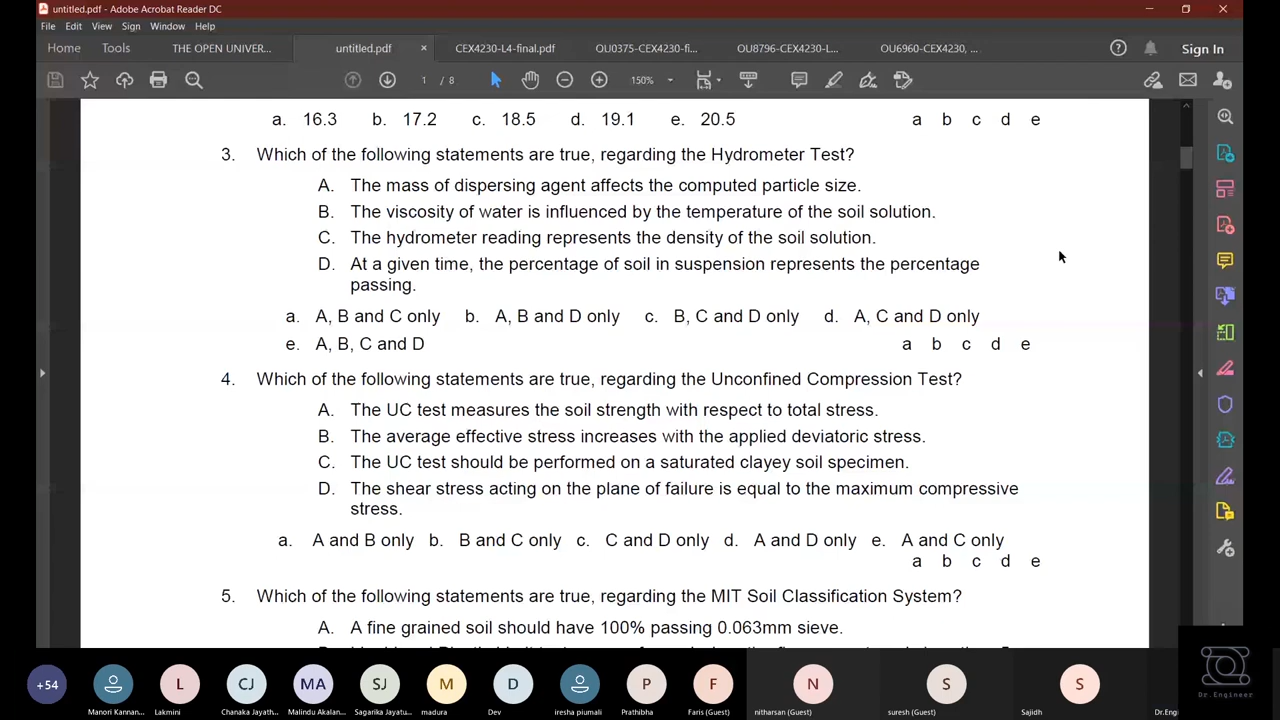 untitled.pdf - Adobe Acrobat Reader DC
File Edit View Sign Window Help
Home Tools THE OPEN UNIVER... untitled.pdf × CEX4230-L4-final.pdf OU0375-CEX4230-fi... OU8796-CEX4230-L... OU6960-CEX4230, ... Sign In
1 / 8 150%
a. 16.3 b. 17.2 c. 18.5 d. 19.1 e. 20.5 a b c d e
3. Which of the following statements are true, regarding the Hydrometer Test?
A. The mass of dispersing agent affects the computed particle size.
B. The viscosity of water is influenced by the temperature of the soil solution.
C. The hydrometer reading represents the density of the soil solution.
D. At a given time, the percentage of soil in suspension represents the percentage
passing.
a. A, B and C only b. A, B and D only c. B, C and D only d. A, C and D only
e. A, B, C and D a b c d e
4. Which of the following statements are true, regarding the Unconfined Compression Test?
A. The UC test measures the soil strength with respect to total stress.
B. The average effective stress increases with the applied deviatoric stress.
C. The UC test should be performed on a saturated clayey soil specimen.
D. The shear stress acting on the plane of failure is equal to the maximum compressive
stress.
a. A and B only b. B and C only c. C and D only d. A and D only e. A and C only
a b c d e
5. Which of the following statements are true, regarding the MIT Soil Classification System?
A. A fine grained soil should have 100% passing 0.063mm sieve.
+54 L CJ MA SJ M D P F N S S
Manori Kannan... Lakmini Chanaka Jayath... Malindu Akalan... Sagarika Jayatu... madura Dev iresha piumali Prathibha Faris (Guest) nitharsan (Guest) suresh (Guest) Sajidh Dr.Eng
Dr.Engineer